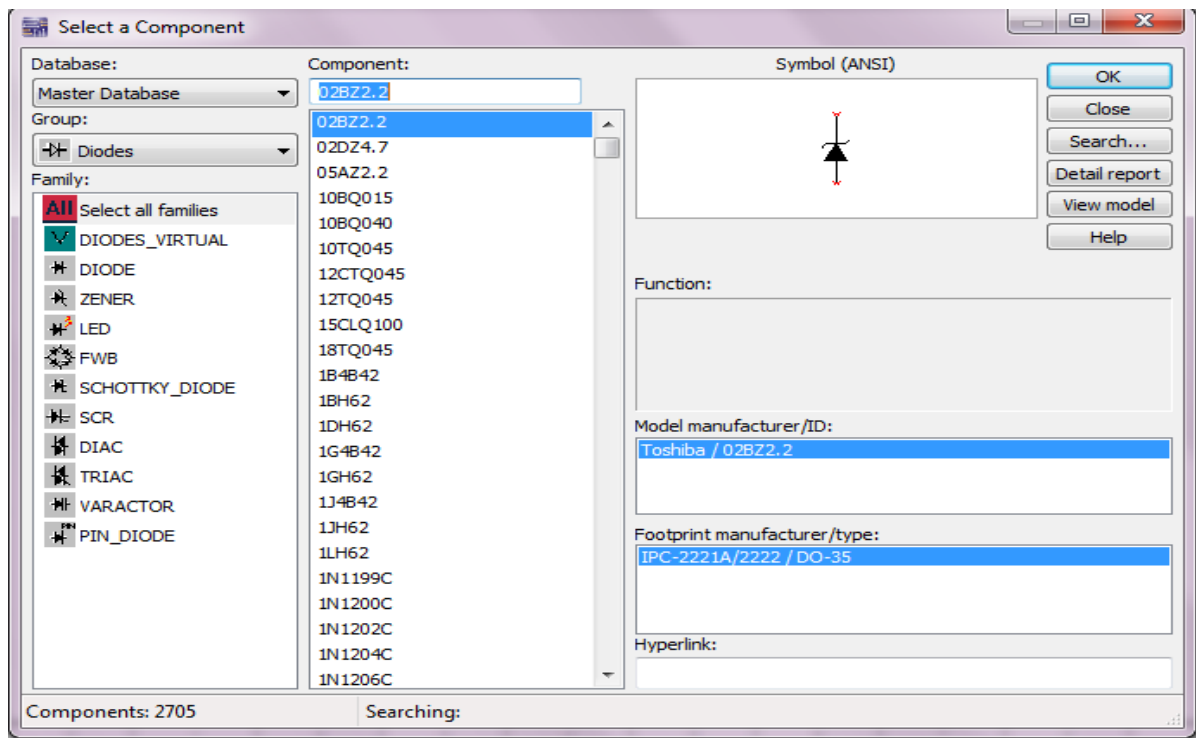 Select a Component
Database:
Master Database
Group:
Diodes
Family:
All Select all families
DIODES_VIRTUAL
DIODE
ZENER
LED
FWB
SCHOTTKY_DIODE
SCR
DIAC
TRIAC
VARACTOR
PIN PIN_DIODE
Component:
02BZ2.2
02BZ2.2
02DZ4.7
05AZ2.2
10BQ015
10BQ040
10TQ045
12CTQ045
12TQ045
15CLQ100
18TQ045
1B4B42
1BH62
1DH62
1G4B42
1GH62
1J4B42
1JH62
1LH62
1N1199C
1N1200C
1N1202C
1N1204C
1N1206C
Symbol (ANSI)
Function:
Model manufacturer/ID:
Toshiba / 02BZ2.2
Footprint manufacturer/type:
IPC-2221A/2222 / DO-35
Hyperlink:
OK
Close
Search...
Detail report
View model
Help
Components: 2705
Searching: